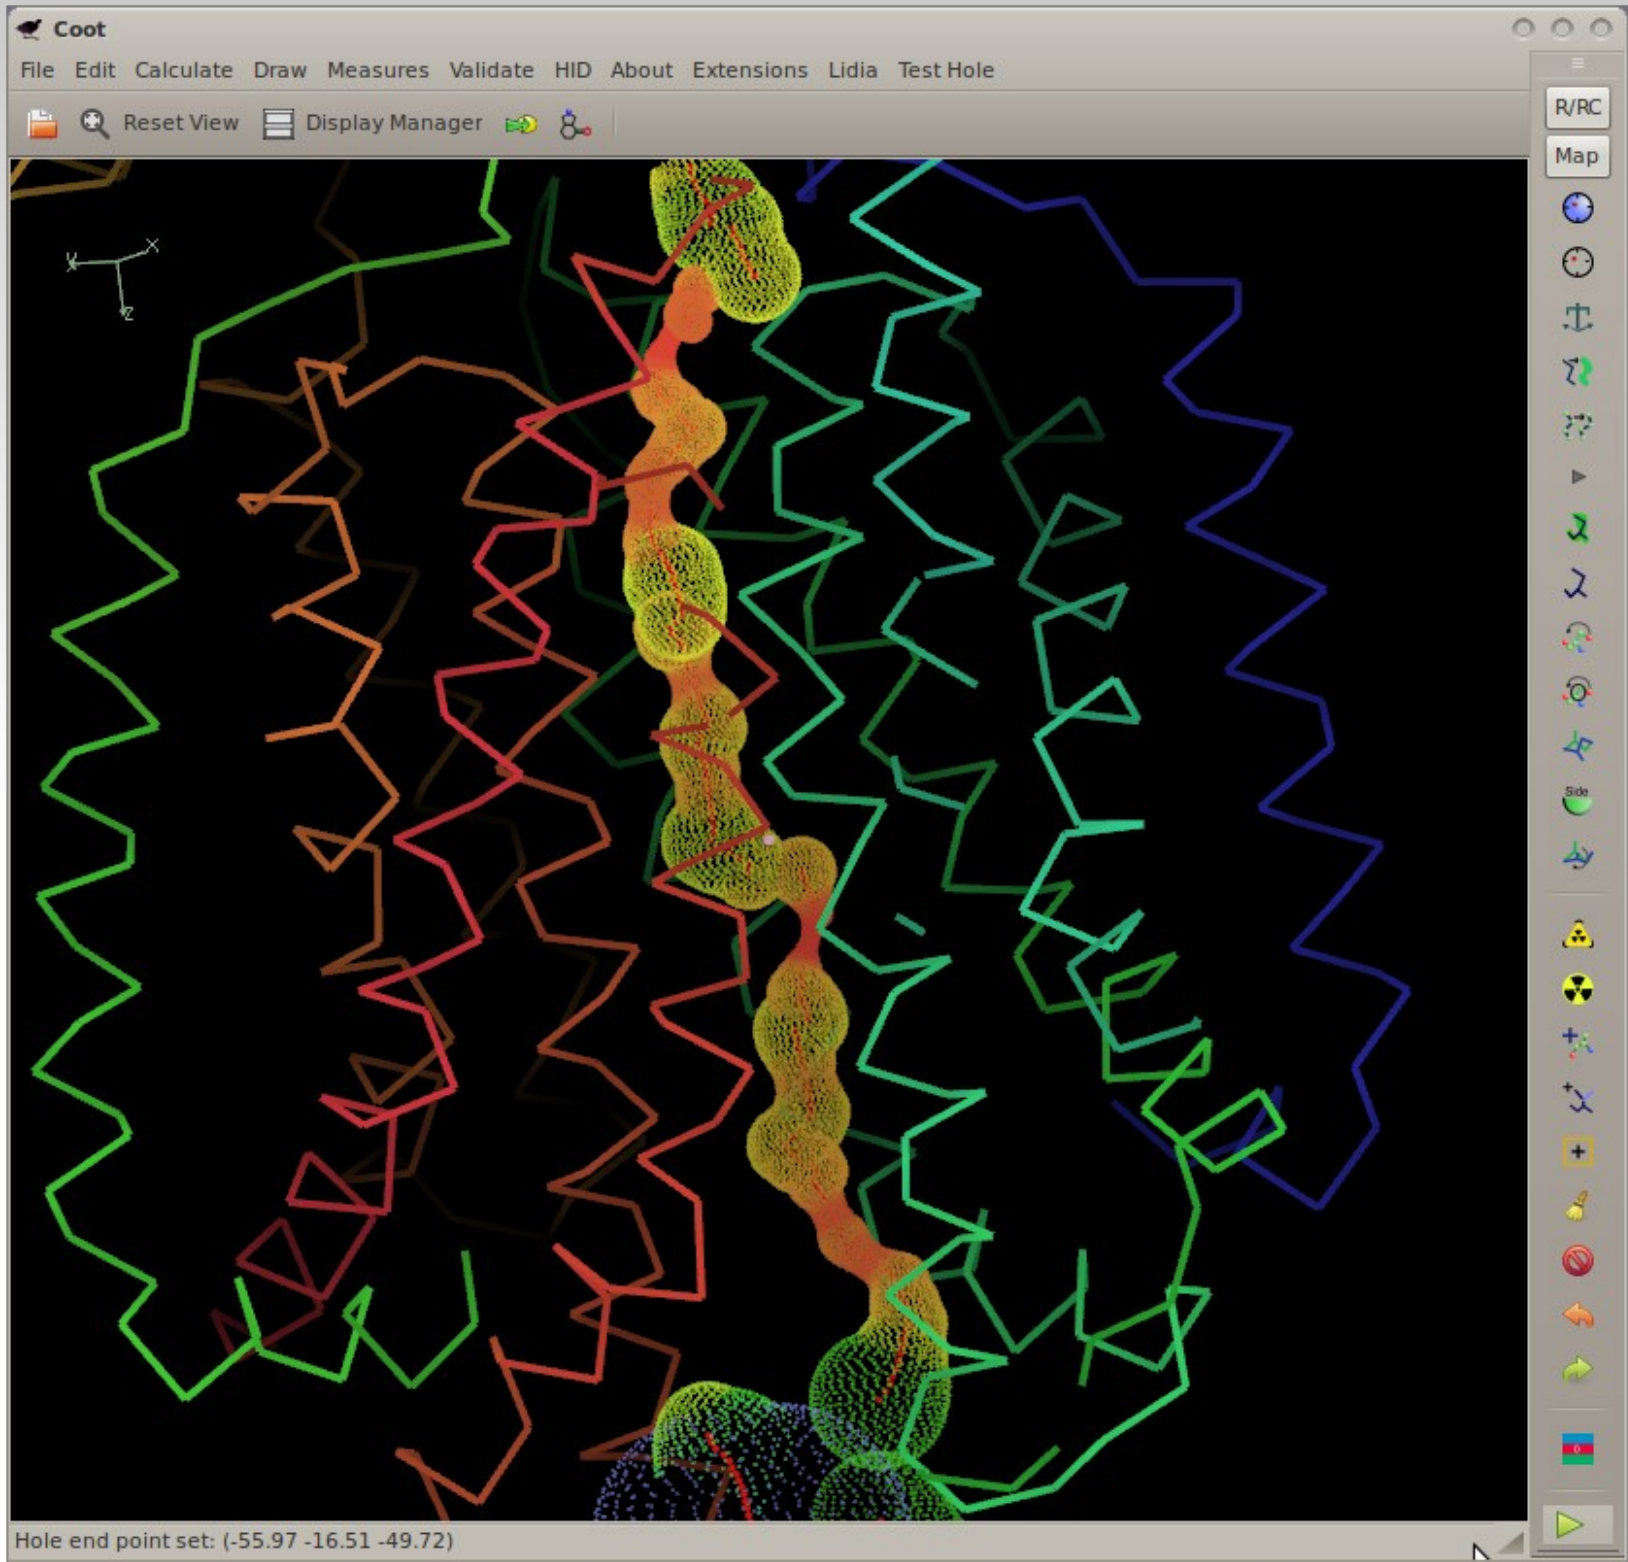 Coot
File Edit Calculate Draw Measures Validate HID About Extensions Lidia Test Hole
Reset View Display Manager
R/RC
Map
X
Y
Z
Side
Hole end point set: (-55.97 -16.51 -49.72)